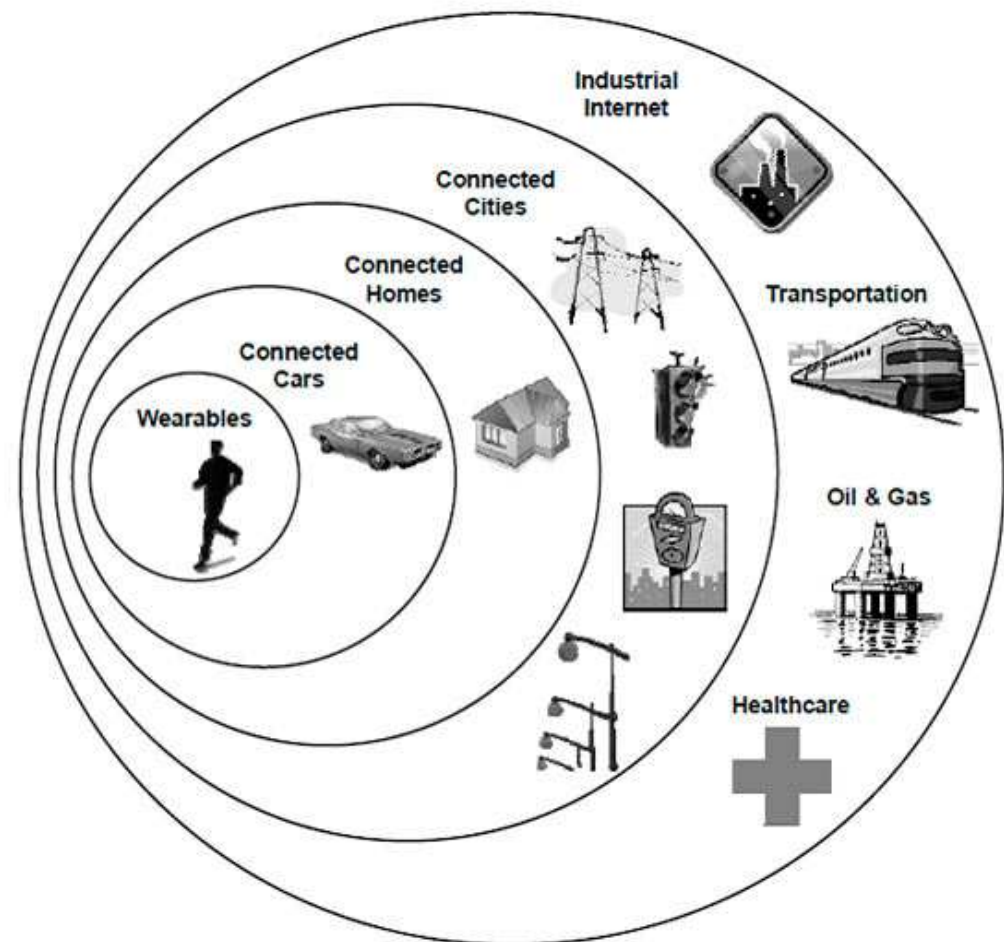 Industrial
Internet
Connected
Cities
Connected
Homes
Transportation
Connected
Cars
Wearables
Oil & Gas
Healthcare